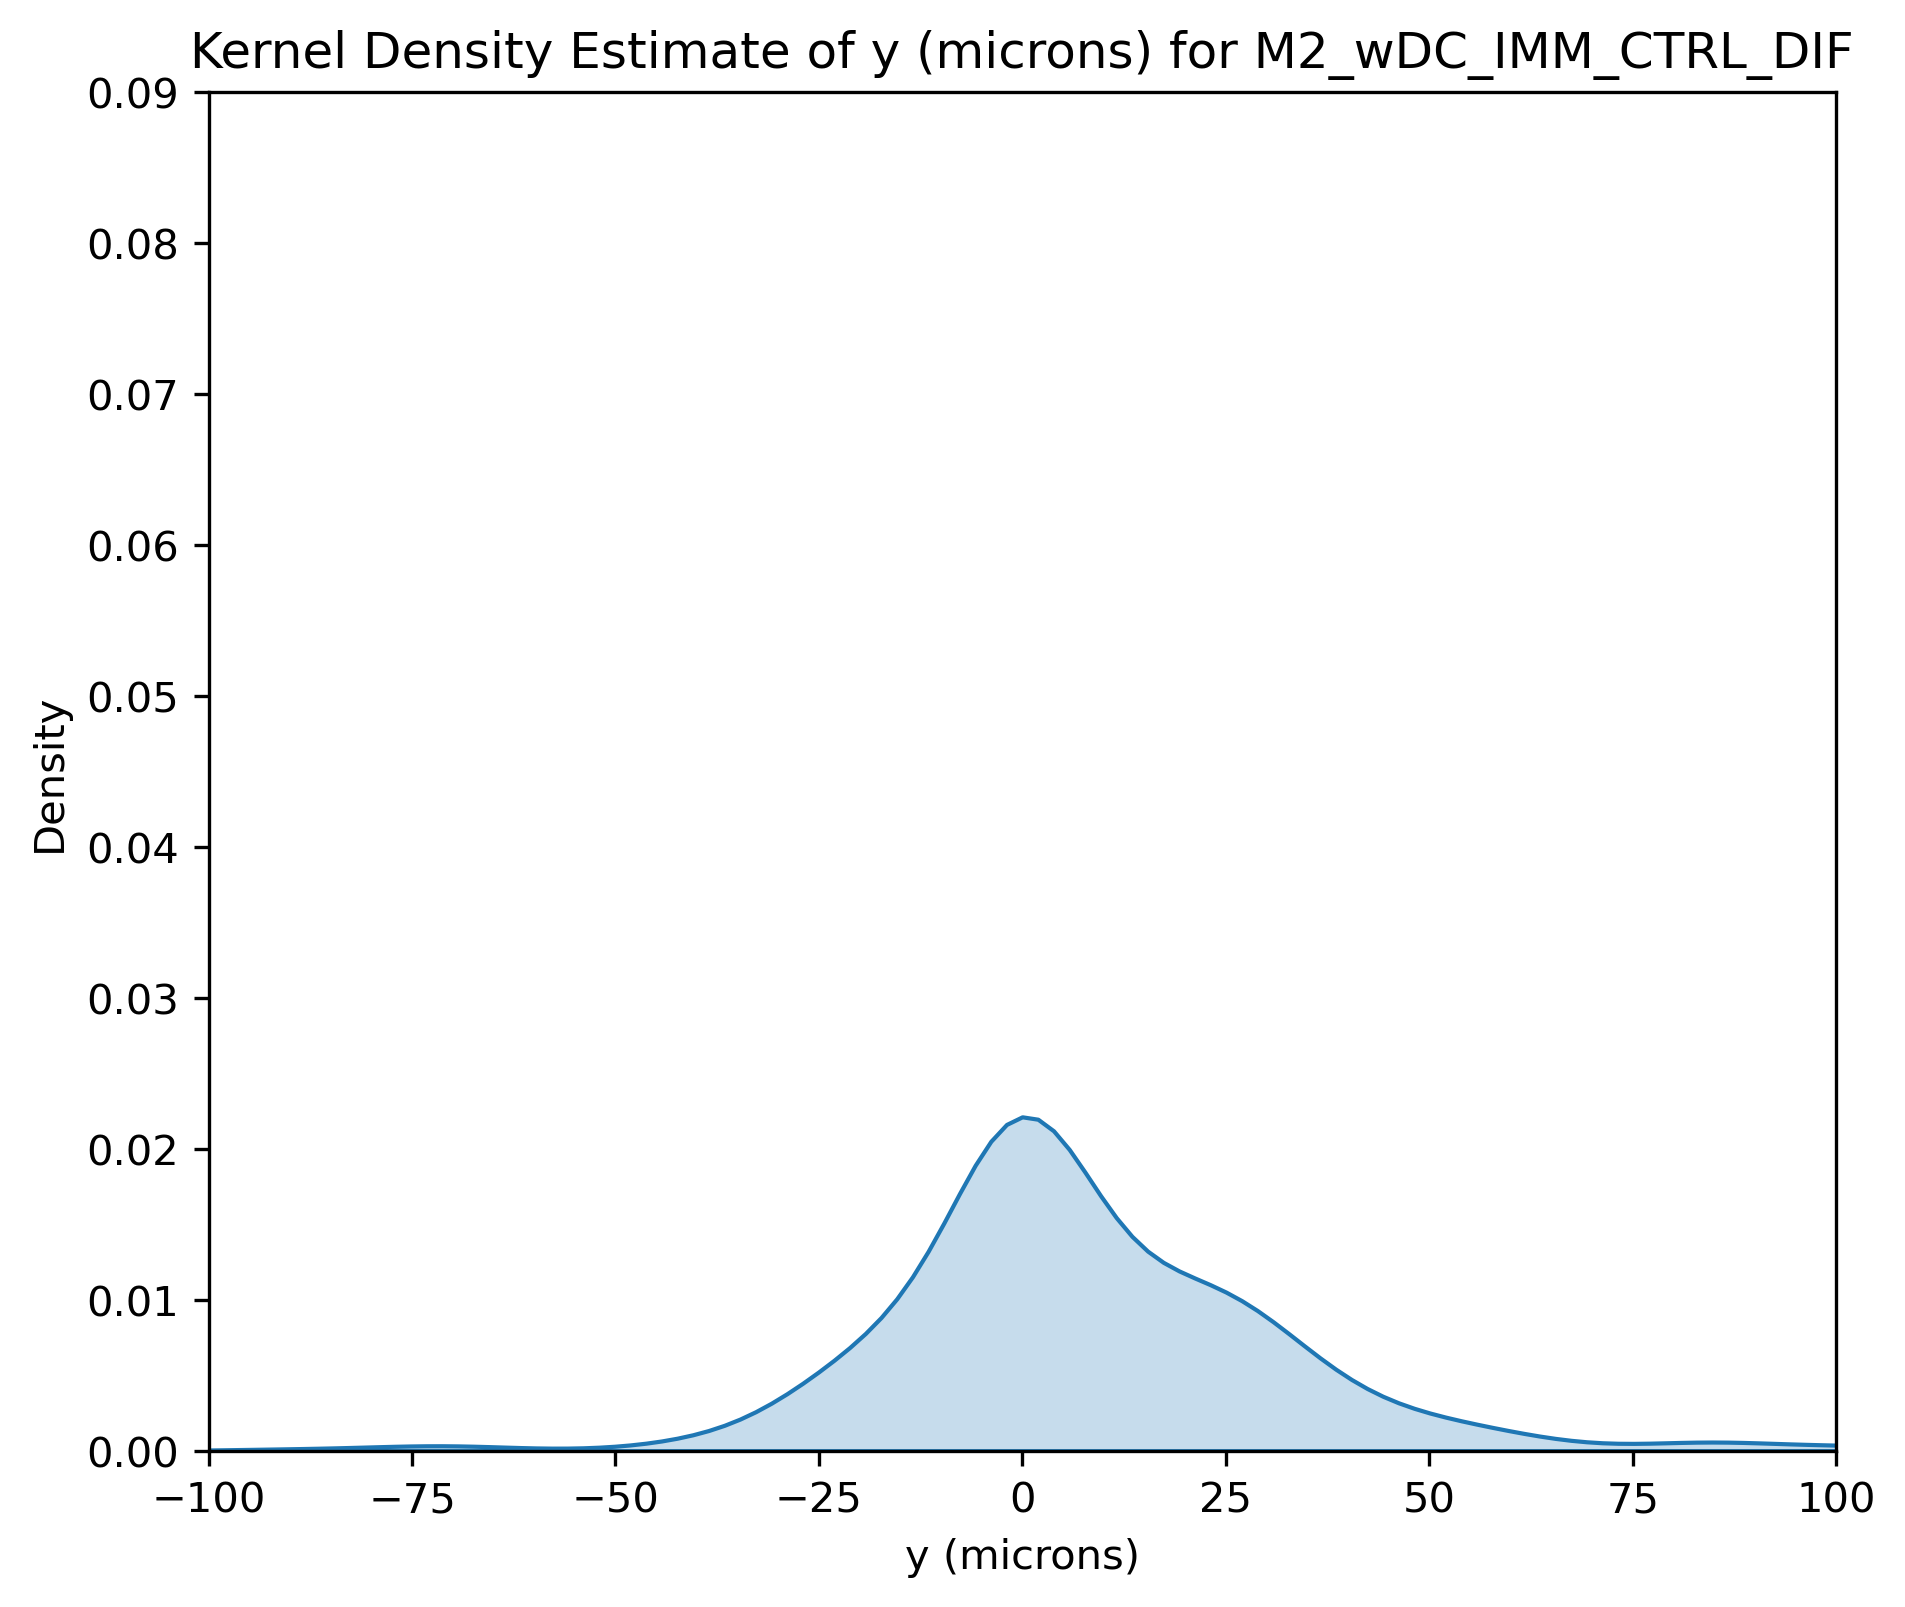 Kernel Density Estimate of y (microns) for M2_wDC_IMM_CTRL_DIF
0.09
0.08
0.07
0.06
0.05
0.04
0.03
0.02
0.01
0.00
Density
−100 −75 −50 −25 0 25 50 75 100
y (microns)